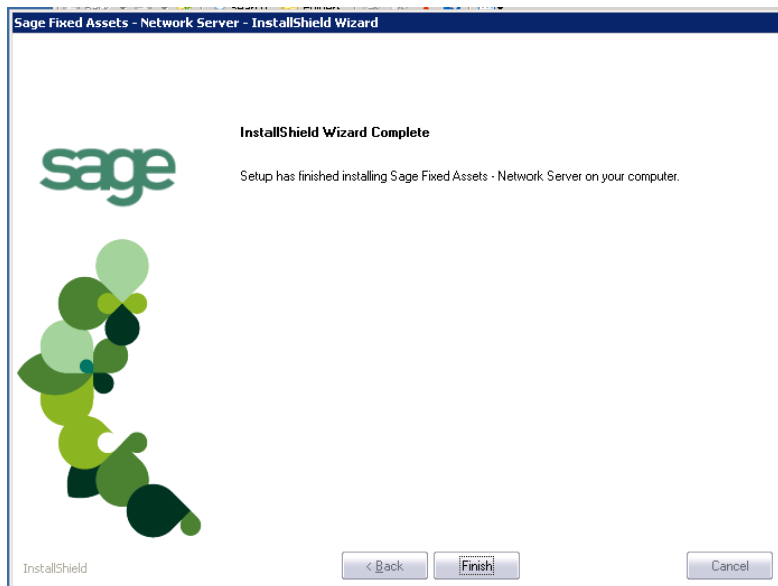 Sage Fixed Assets - Network Server - InstallShield Wizard
InstallShield Wizard Complete
sage
Setup has finished installing Sage Fixed Assets - Network Server on your computer.
InstallShield
< Back
Finish
Cancel